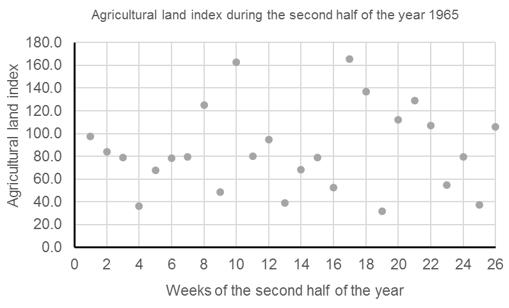 Agricultural land index during the second half of the year 1965
Agricultural land index
180.0
160.0
140.0
120.0
100.0
80.0
60.0
40.0
20.0
0.0
0 2 4 6 8 10 12 14 16 18 20 22 24 26
Weeks of the second half of the year